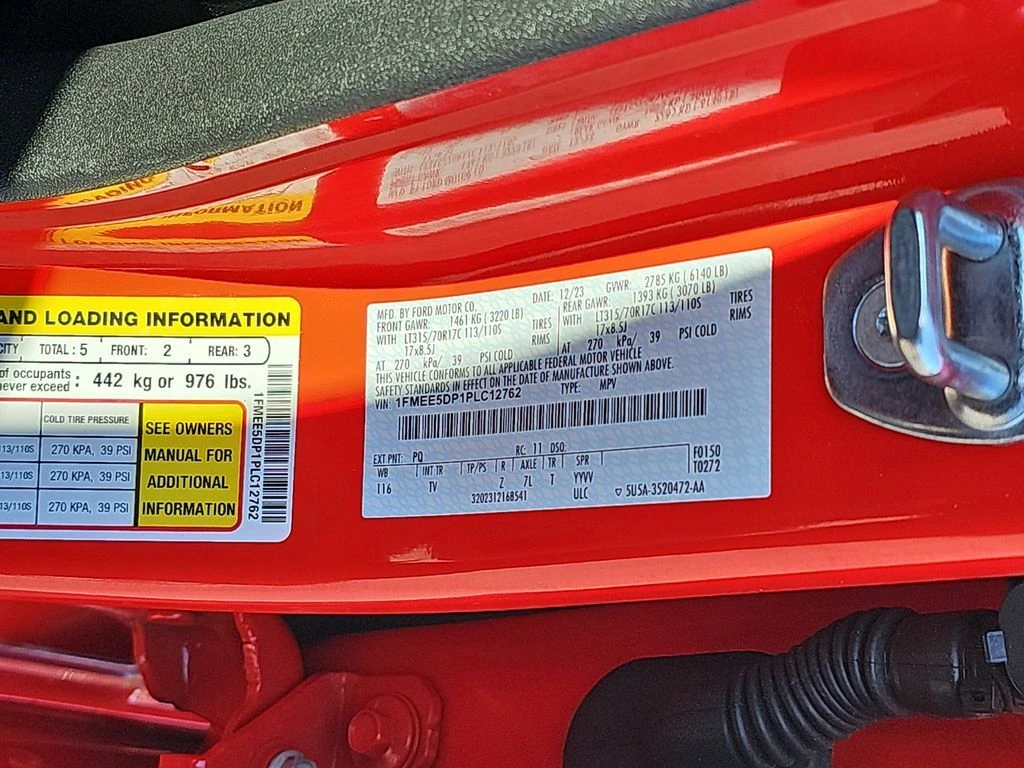 AND LOADING INFORMATION
TOTAL : 5 FRONT: 2 REAR: 3
of occupants
never exceed : 442 kg or 976 lbs.
COLD TIRE PRESSURE
13/110S 270 KPA, 39 PSI
13/110S 270 KPA, 39 PSI
13/110S 270 KPA, 39 PSI
SEE OWNERS
MANUAL FOR
ADDITIONAL
INFORMATION
1FMEE5DP1PLC12762
MFD. BY FORD MOTOR CO. DATE: 12/23 GVWR: 2785 KG ( 6140 LB)
FRONT GAWR: 1461 KG ( 3220 LB) REAR GAWR: 1393 KG ( 3070 LB)
WITH LT315/70R17C 113/110S TIRES WITH LT315/70R17C 113/110S TIRES
17x8.5J RIMS 17x8.5J RIMS
AT 270 kPa/ 39 PSI COLD AT 270 kPa/ 39 PSI COLD
THIS VEHICLE CONFORMS TO ALL APPLICABLE FEDERAL MOTOR VEHICLE
SAFETY STANDARDS IN EFFECT ON THE DATE OF MANUFACTURE SHOWN ABOVE.
VIN: 1FMEE5DP1PLC12762 TYPE: MPV
EXT PNT: PQ RC: 11 DSO: F0150
WB INT TR TP/PS R AXLE TR SPR T0272
116 TV Z 7L T YYVV
3202312168541 ULC 5U5A-3520472-AA